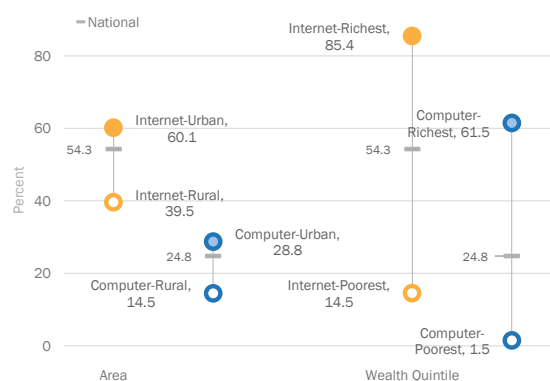 National
Internet-Richest,
85.4
80
Computer-
Richest, 61.5
Internet-Urban,
60.1
60
54.3
54.3
Percent
Internet-Rural,
39.5
40
Computer-Urban,
28.8
24.8
24.8
20
Computer-Rural,
14.5
Internet-Poorest,
14.5
Computer-
Poorest, 1.5
0
Area
Wealth Quintile